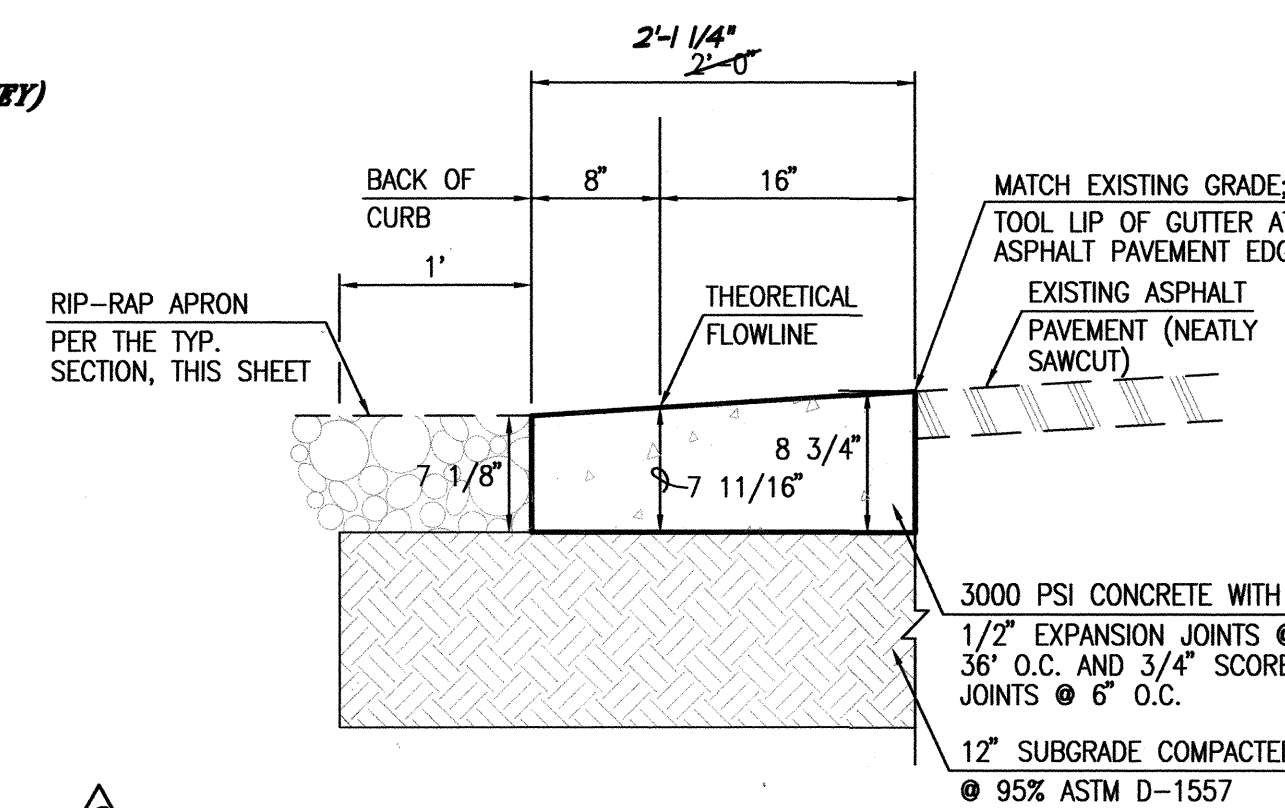 2'-1 1/4"
2'-0"
EY)
BACK OF
CURB
8"
16"
MATCH EXISTING GRADE;
TOOL LIP OF GUTTER AT
ASPHALT PAVEMENT EDG
1'
RIP-RAP APRON
PER THE TYP.
SECTION, THIS SHEET
THEORETICAL
FLOWLINE
EXISTING ASPHALT
PAVEMENT (NEATLY
SAWCUT)
7 1/8"
7 11/16"
8 3/4"
3000 PSI CONCRETE WITH
1/2" EXPANSION JOINTS @
36' O.C. AND 3/4" SCORE
JOINTS @ 6" O.C.
12" SUBGRADE COMPACTED
@ 95% ASTM D-1557